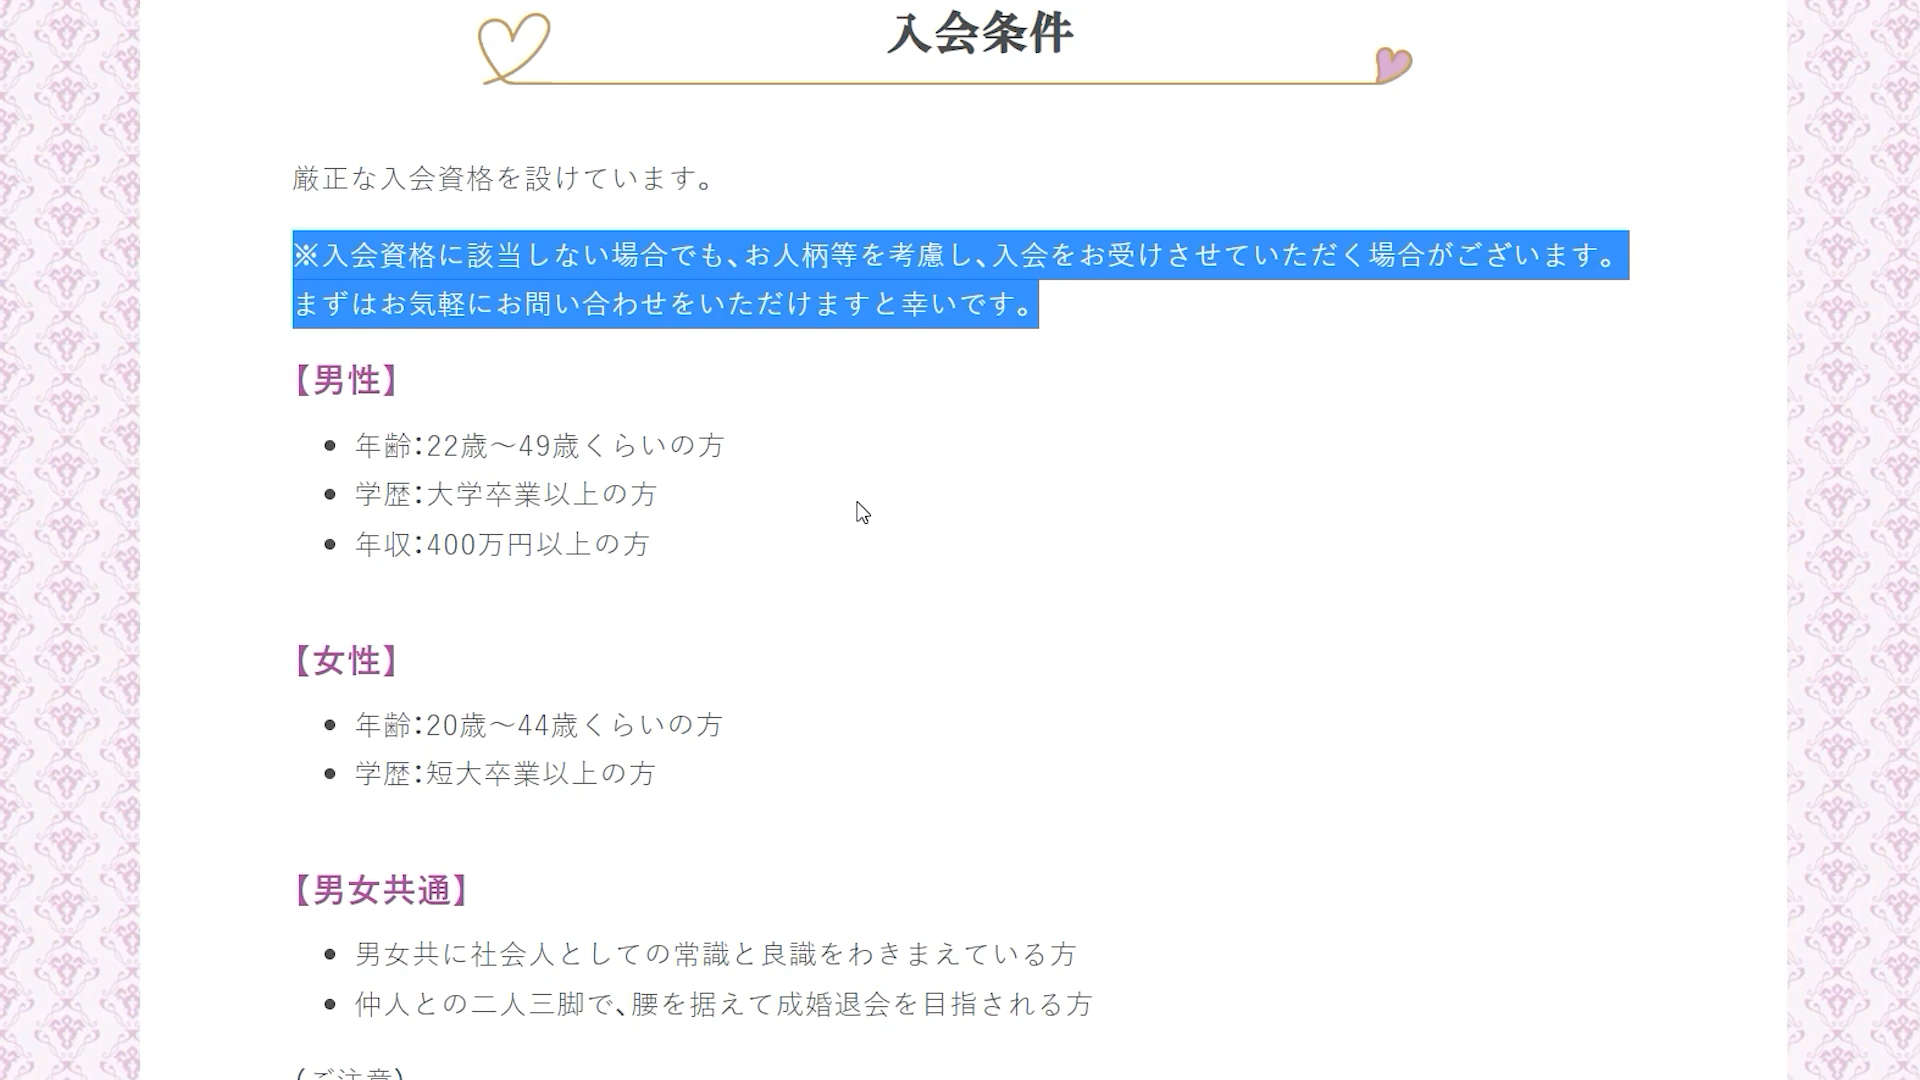 入会条件
厳正な入会資格を設けています。
※入会資格に該当しない場合でも、お人柄等を考慮し、入会をお受けさせていただく場合がございます。
まずはお気軽にお問い合わせをいただけますと幸いです。
【男性】
• 年齢：22歳～49歳くらいの方
• 学歴：大学卒業以上の方
• 年収：400万円以上の方
【女性】
• 年齢：20歳～44歳くらいの方
• 学歴：短大卒業以上の方
【男女共通】
• 男女共に社会人としての常識と良識をわきまえている方
• 仲人との二人三脚で、腰を据えて成婚退会を目指される方
(ご注意)